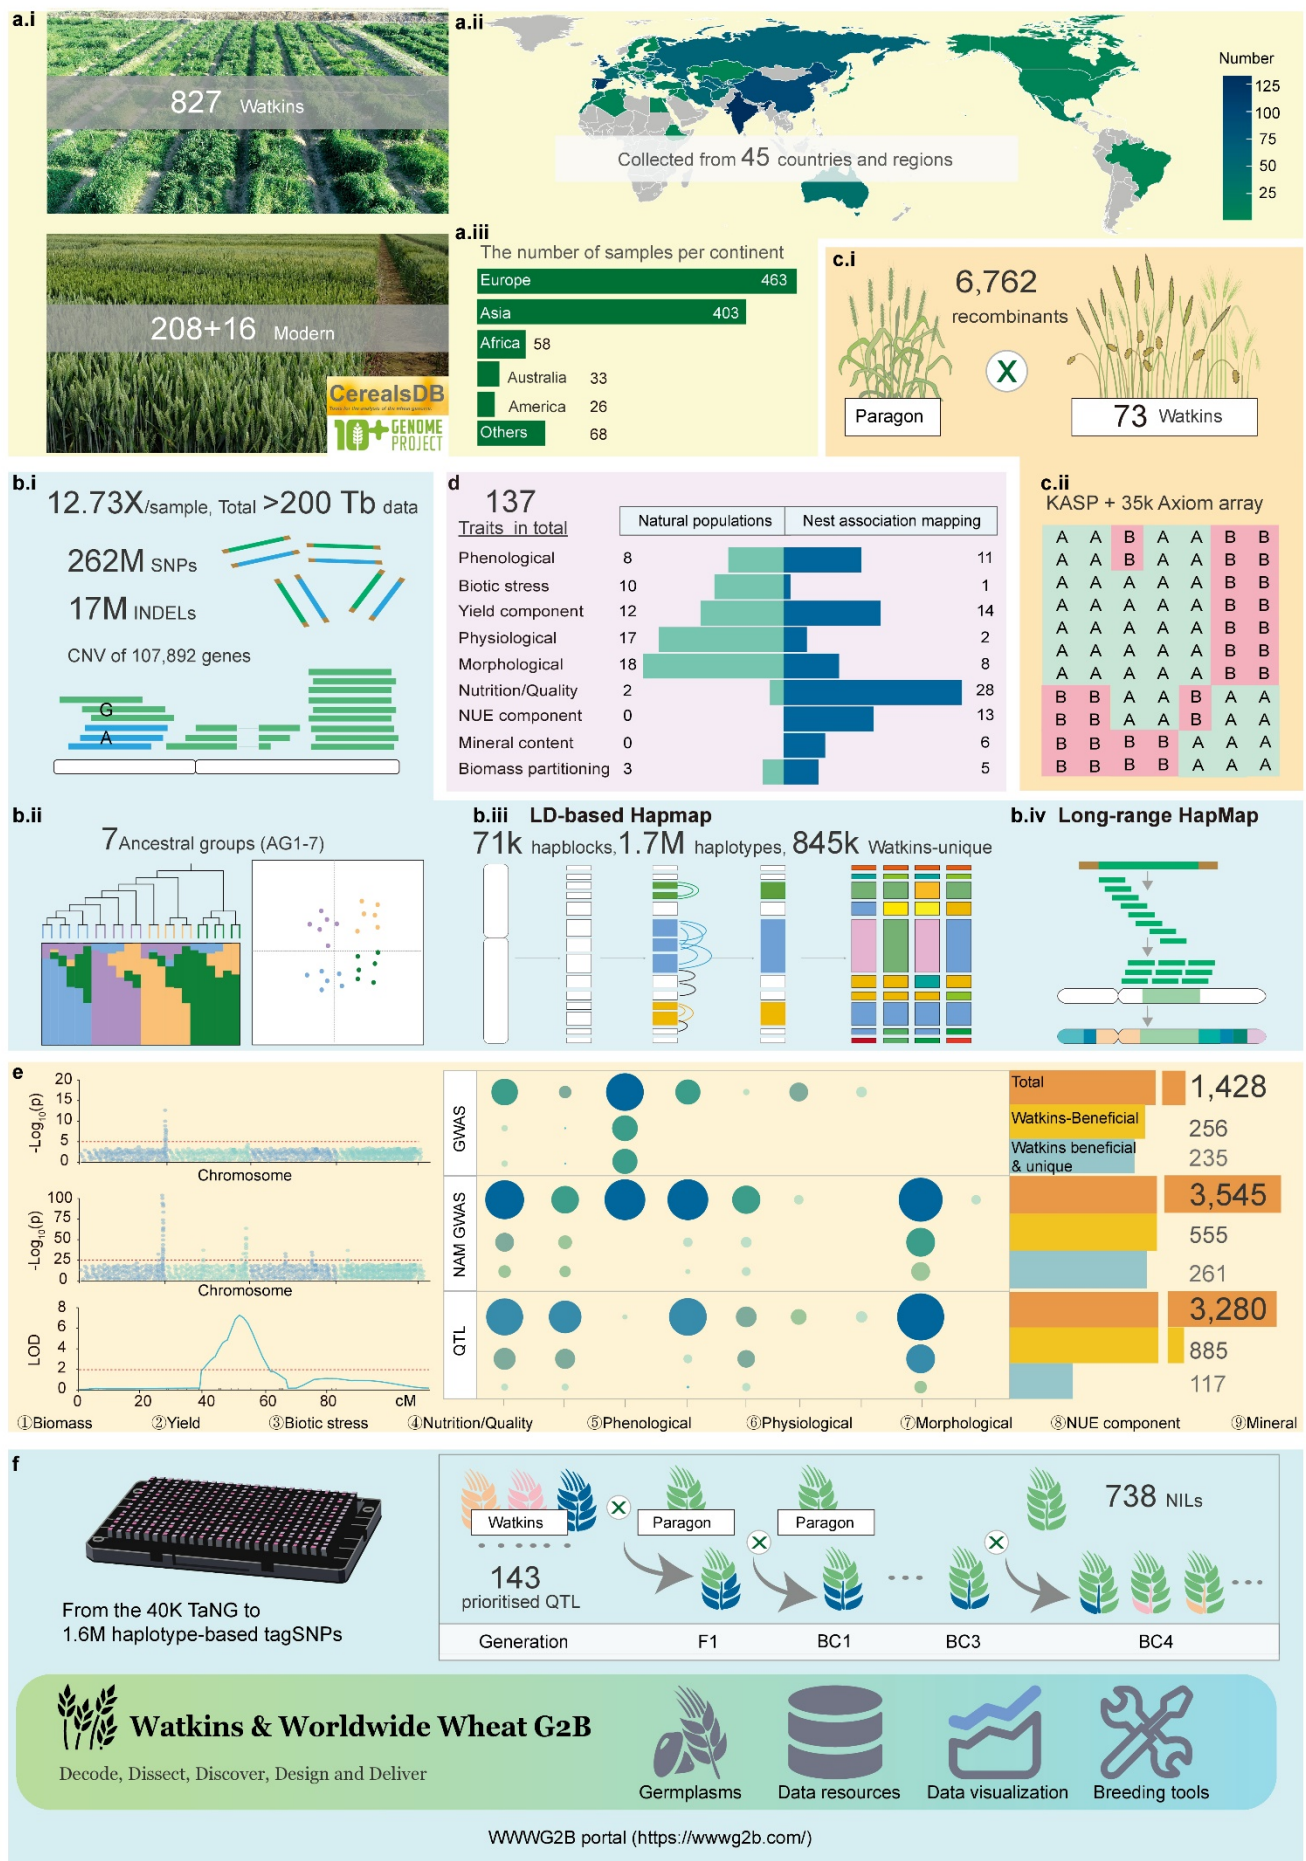 a.i
827 Watkins
208+16 Modern
CerealsDB
10+ GENOME
PROJECT
a.ii
Collected from 45 countries and regions
Number
125
100
75
50
25
a.iii
The number of samples per continent
Europe 463
Asia 403
Africa 58
Australia 33
America 26
Others 68
c.i
6,762
recombinants
X
Paragon
73 Watkins
b.i
12.73X/sample, Total >200 Tb data
262M SNPs
17M INDELs
CNV of 107,892 genes
G
A
d
137
Traits in total
Natural populations
Nest association mapping
Phenological 8 11
Biotic stress 10 1
Yield component 12 14
Physiological 17 2
Morphological 18 8
Nutrition/Quality 2 28
NUE component 0 13
Mineral content 0 6
Biomass partitioning 3 5
c.ii
KASP + 35k Axiom array
A A B A A B B
A A B A A B B
A A A A A B B
A A A A A B B
A A A A A B B
A A A A A B B
A A A A A B B
B B A A B A A
B B A A B A A
B B B B A A A
B B B B A A A
b.ii
7 Ancestral groups (AG1-7)
b.iii LD-based Hapmap
71k hapblocks, 1.7M haplotypes, 845k Watkins-unique
b.iv Long-range HapMap
e
-Log10(p)
20
15
10
5
0
Chromosome
-Log10(p)
100
75
50
25
0
Chromosome
LOD
8
6
4
2
0
0 20 40 60 80 cM
GWAS
NAM GWAS
QTL
Total 1,428
Watkins-Beneficial 256
Watkins beneficial
& unique 235
3,545
555
261
3,280
885
117
①Biomass ②Yield ③Biotic stress ④Nutrition/Quality ⑤Phenological ⑥Physiological ⑦Morphological ⑧NUE component ⑨Mineral
f
From the 40K TaNG to
1.6M haplotype-based tagSNPs
Watkins
X
Paragon
X
Paragon
X
738 NILs
143
prioritised QTL
Generation F1 BC1 BC3 BC4
Watkins & Worldwide Wheat G2B
Decode, Dissect, Discover, Design and Deliver
Germplasms
Data resources
Data visualization
Breeding tools
WWWG2B portal (https://wwwg2b.com/)